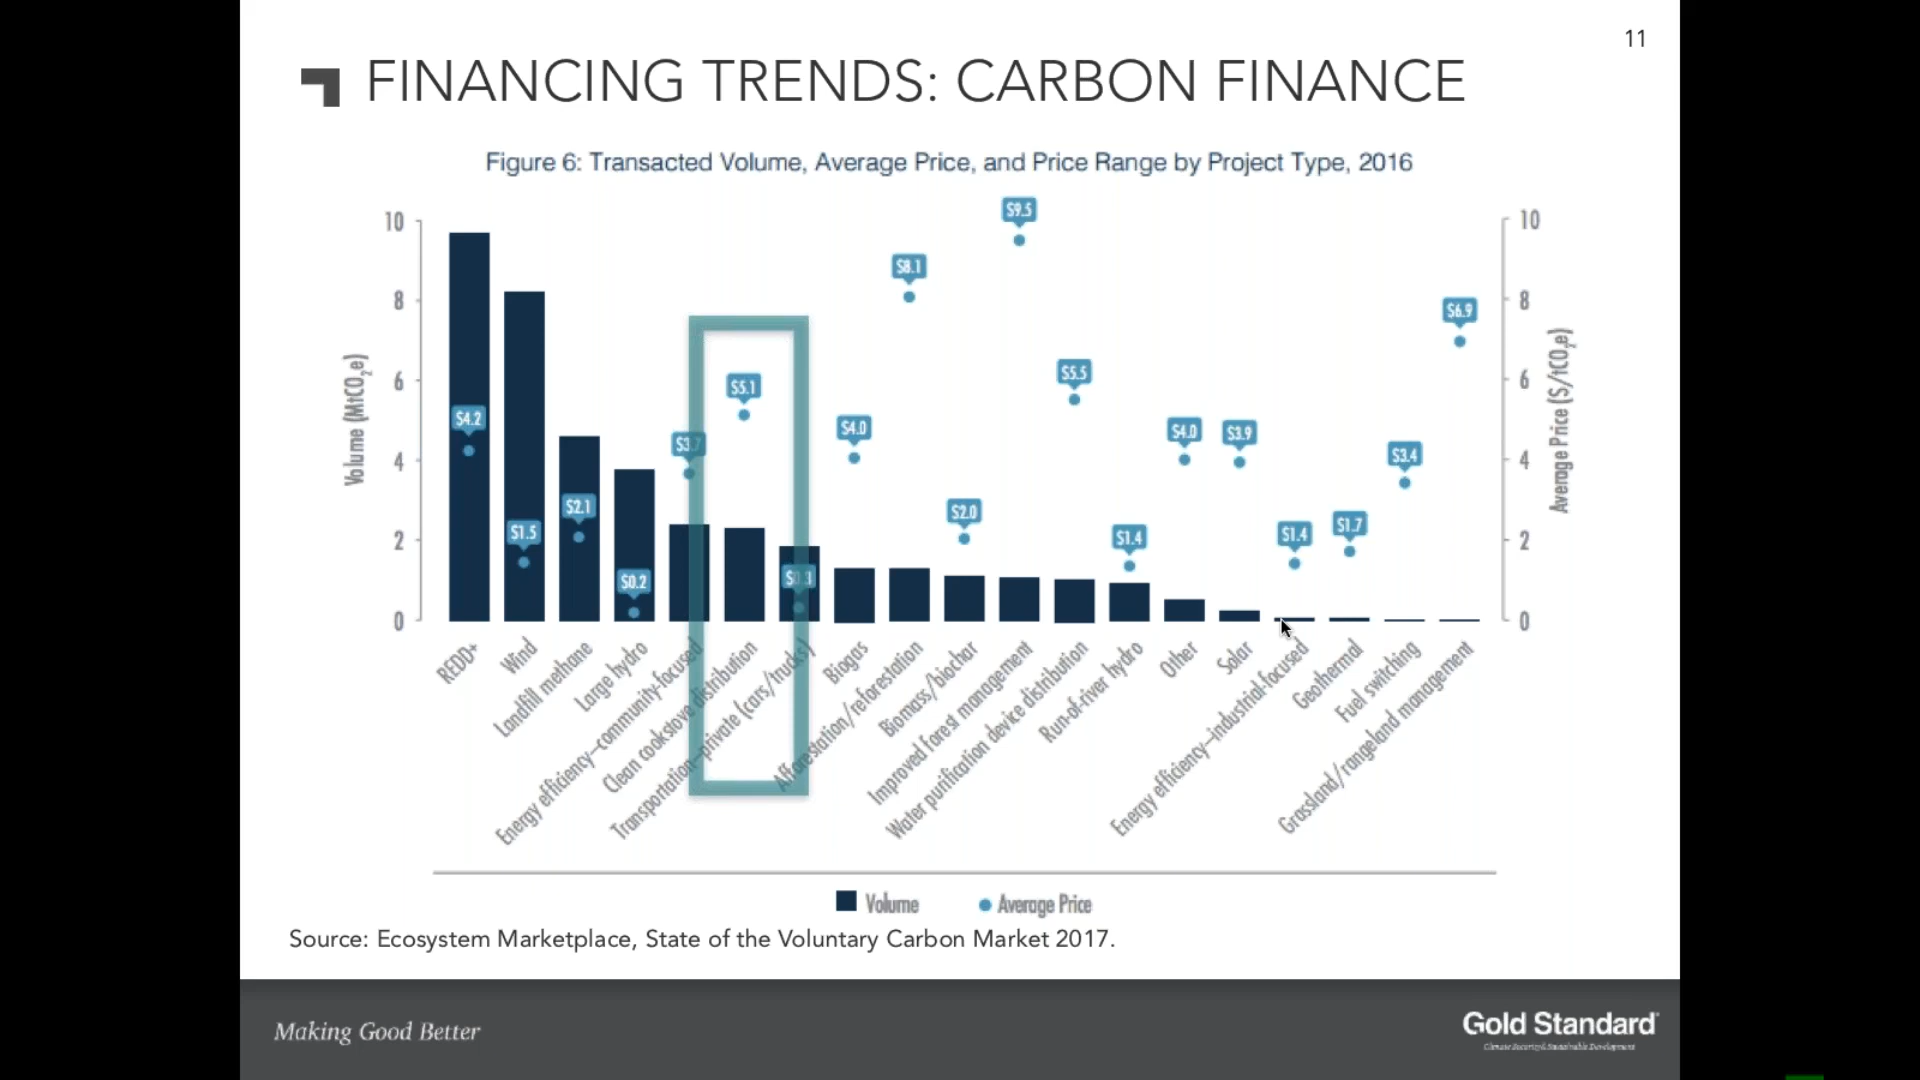 11
FINANCING TRENDS: CARBON FINANCE
Figure 6: Transacted Volume, Average Price, and Price Range by Project Type, 2016
Volume (MtCO2e)
10
8
6
4
2
0
$4.2
$1.5
$2.1
$0.2
$3.7
$5.1
$0.3
$4.0
$8.1
$2.0
$9.5
$5.5
$1.4
$4.0
$3.9
$1.4
$1.7
$3.4
$6.9
10
8
6
4
2
0
Average Price ($/tCO2e)
REDD+
Wind
Landfill methane
Large hydro
Energy efficiency—community-focused
Clean cookstove distribution
Transportation—private (cars/trucks)
Biogas
Afforestation/reforestation
Biomass/biochar
Improved forest management
Water purification device distribution
Run-of-river hydro
Other
Solar
Energy efficiency—industrial-focused
Geothermal
Fuel switching
Grassland/rangeland management
Volume
Average Price
Source: Ecosystem Marketplace, State of the Voluntary Carbon Market 2017.
Making Good Better
Gold Standard
Climate Security & Sustainable Development